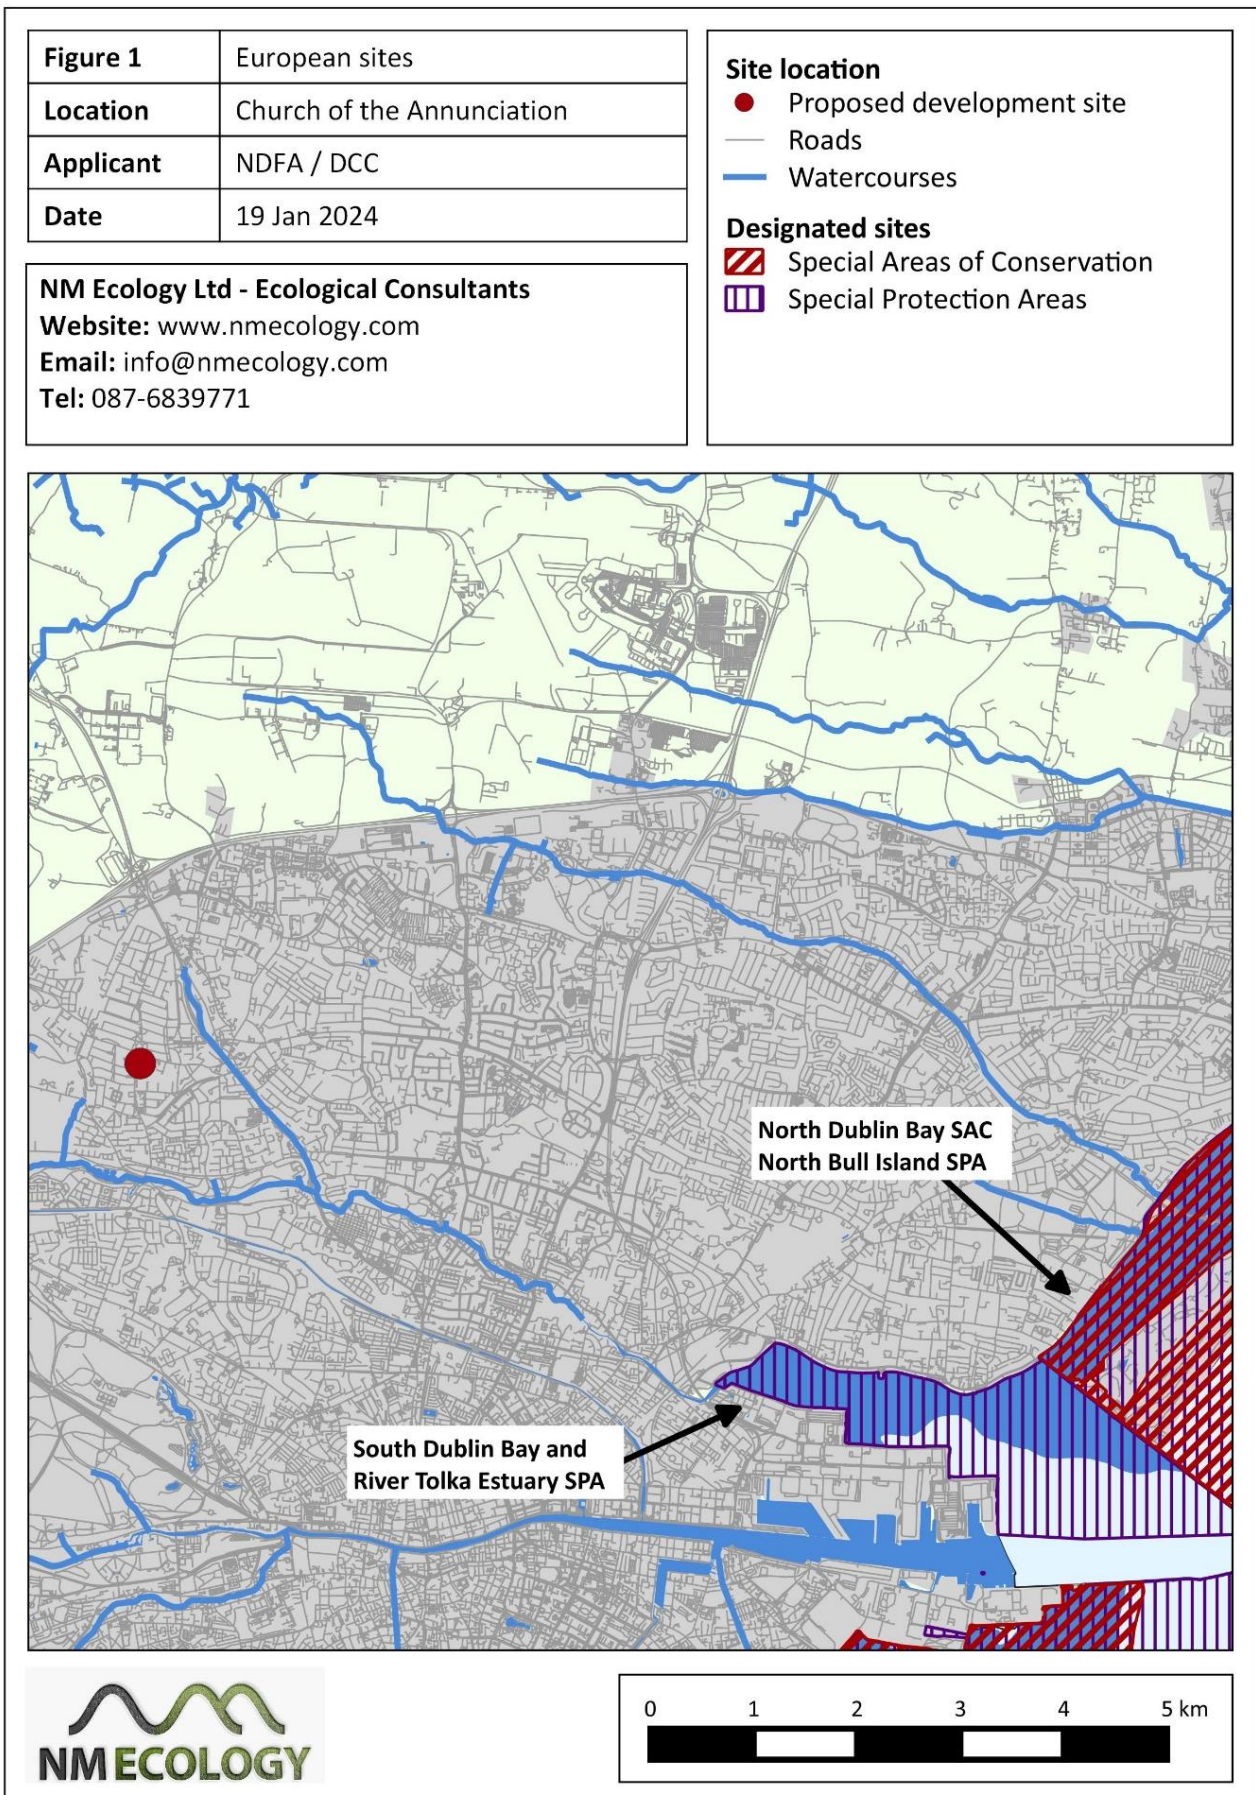 Figure 1 European sites
Location Church of the Annunciation
Applicant NDFA / DCC
Date 19 Jan 2024
NM Ecology Ltd - Ecological Consultants
Website: www.nmecology.com
Email: info@nmecology.com
Tel: 087-6839771
Site location
Proposed development site
Roads
Watercourses
Designated sites
Special Areas of Conservation
Special Protection Areas
North Dublin Bay SAC
North Bull Island SPA
South Dublin Bay and
River Tolka Estuary SPA
NM ECOLOGY
0 1 2 3 4 5 km